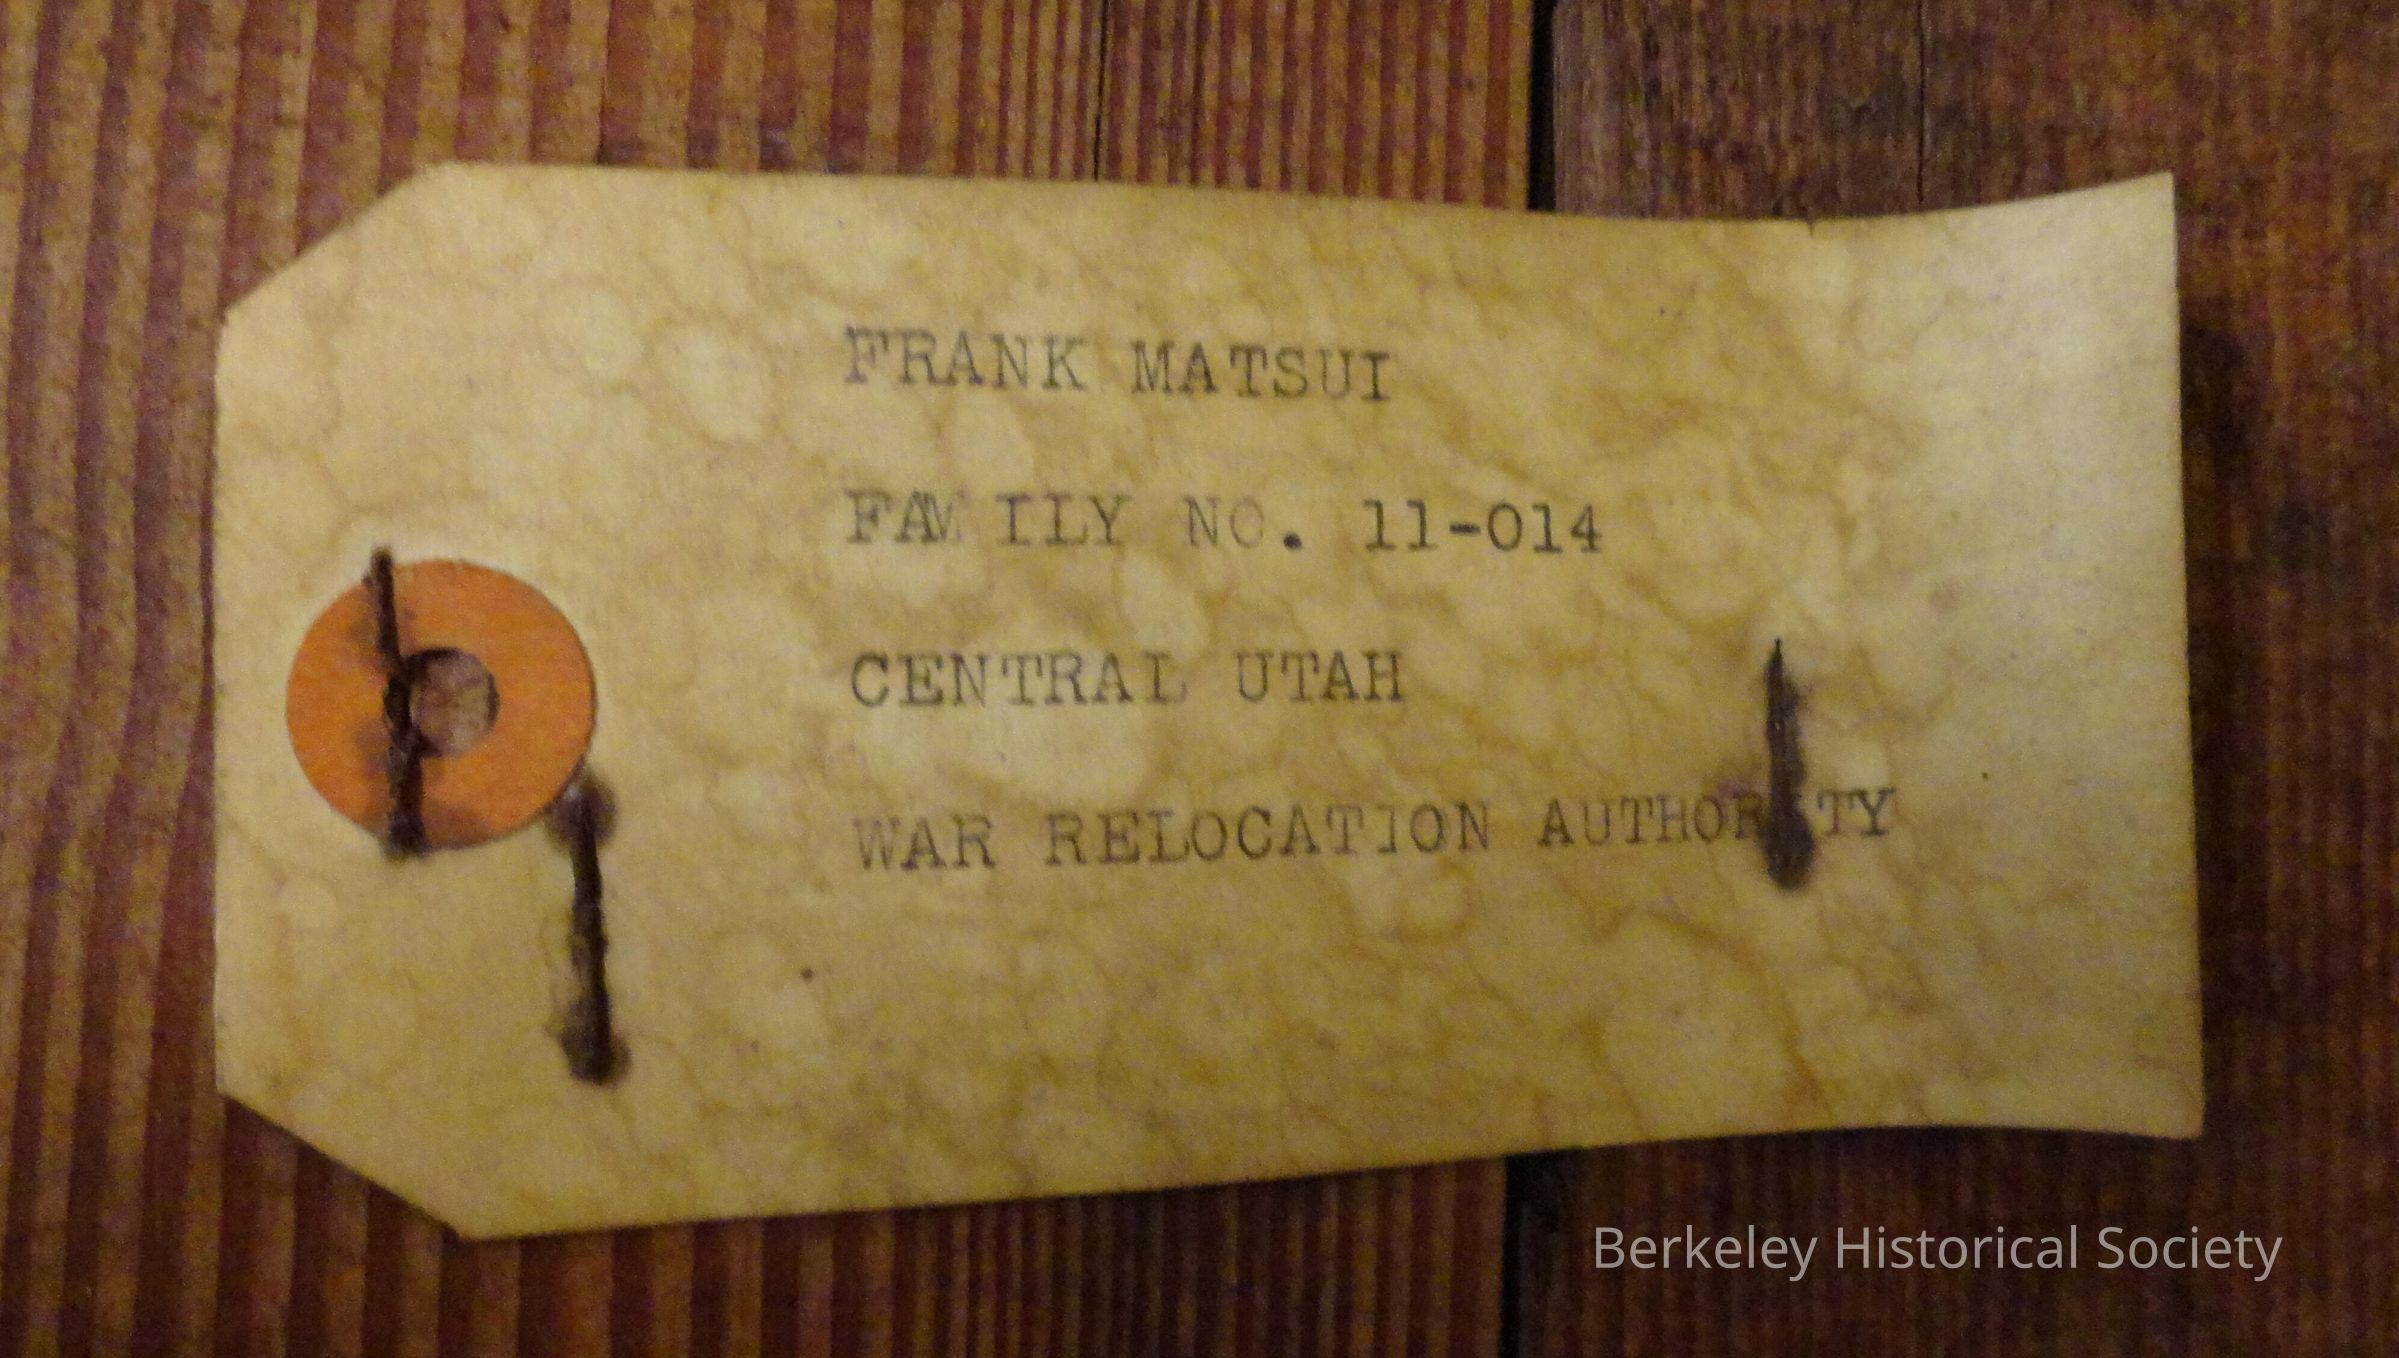 FRANK MATSUI
FAMILY NO. 11-014
CENTRAL UTAH
WAR RELOCATION AUTHORITY
Berkeley Historical Society